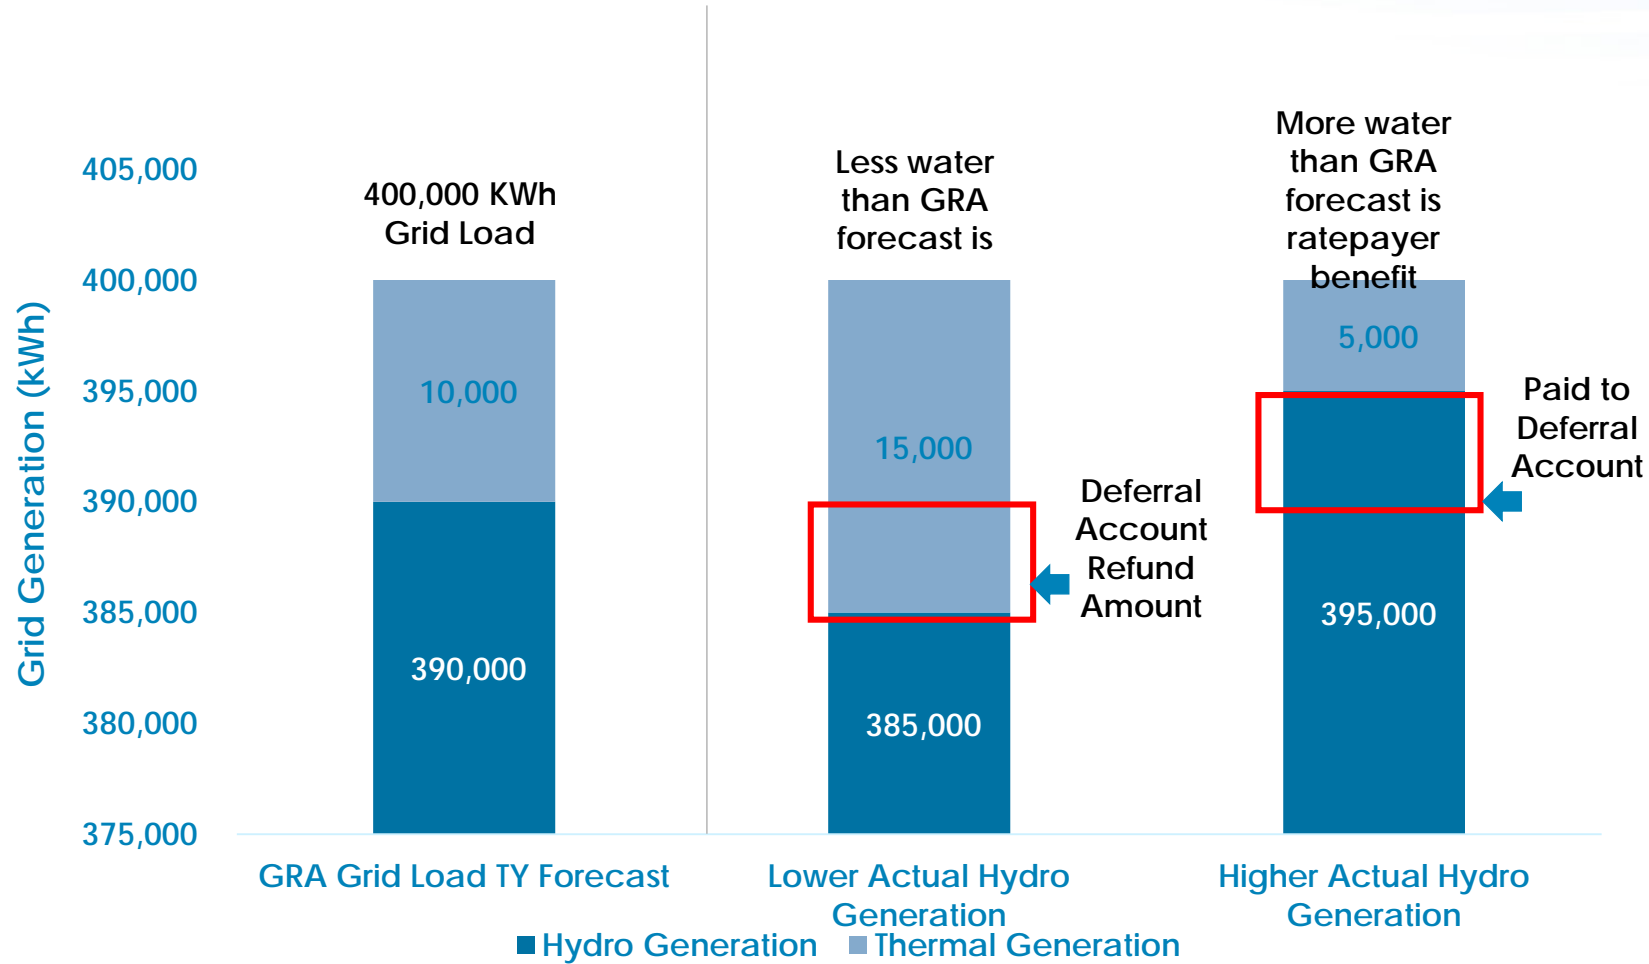 405,000
400,000
395,000
390,000
385,000
380,000
375,000
Grid Generation (kWh)
400,000 KWh
Grid Load
10,000
390,000
Less water
than GRA
forecast is
15,000
385,000
Deferral
Account
Refund
Amount
More water
than GRA
forecast is
ratepayer
benefit
5,000
395,000
Paid to
Deferral
Account
GRA Grid Load TY Forecast
Lower Actual Hydro
Generation
Higher Actual Hydro
Generation
Hydro Generation
Thermal Generation